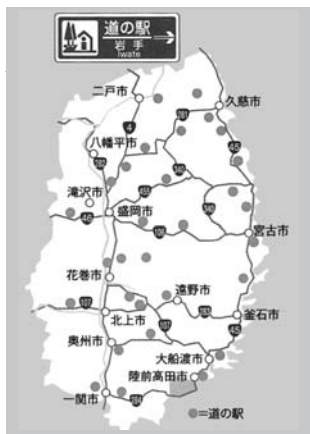 道の駅
岩手
Iwate
二戸市
久慈市
4
281
八幡平市
45
282
340
滝沢市
455
46
盛岡市
340
106
宮古市
花巻市
遠野市
107
283
釜石市
北上市
107
45
奥州市
大船渡市
陸前高田市
一関市
284
=道の駅